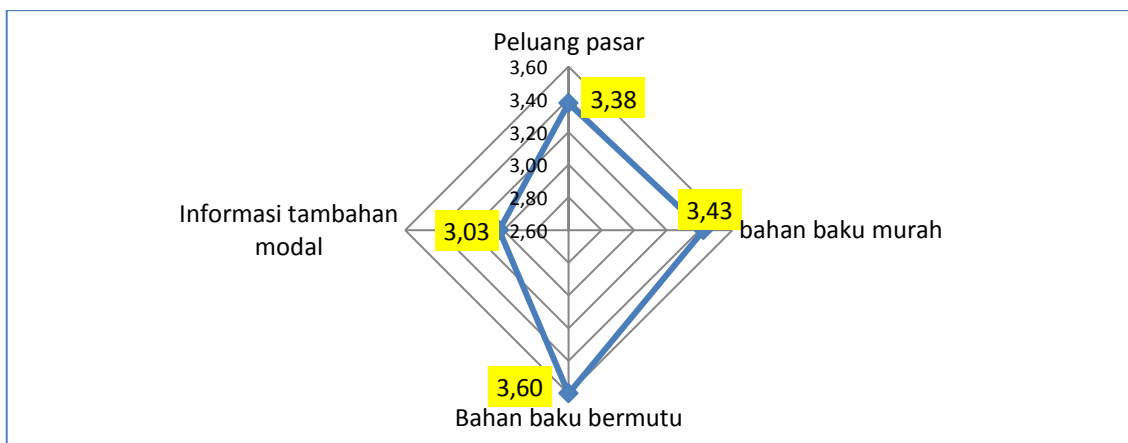 Peluang pasar
3,60
3,40
3,20
3,00
2,80
2,60
3,38
3,43
bahan baku murah
3,60
Bahan baku bermutu
3,03
Informasi tambahan
modal